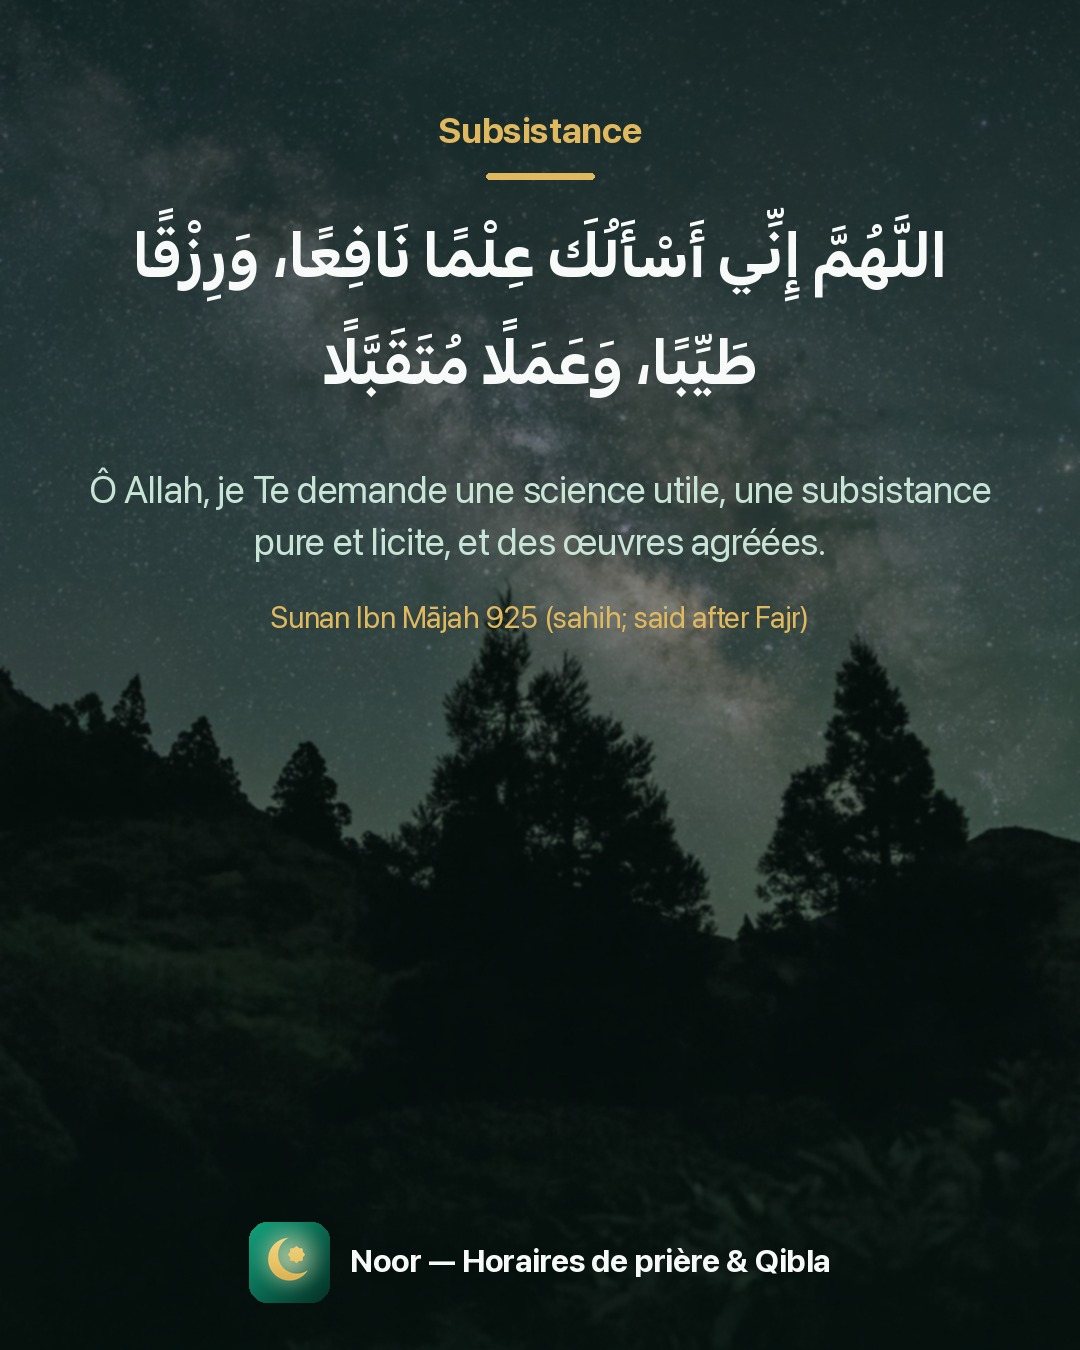 Subsistance
اللَّهُمَّ إِنِّي أَسْأَلُكَ عِلْمًا نَافِعًا، وَرِزْقًا
طَيِّبًا، وَعَمَلًا مُتَقَبَّلًا
Ô Allah, je Te demande une science utile, une subsistance
pure et licite, et des œuvres agréées.
Sunan Ibn Mājah 925 (sahih; said after Fajr)
Noor — Horaires de prière & Qibla